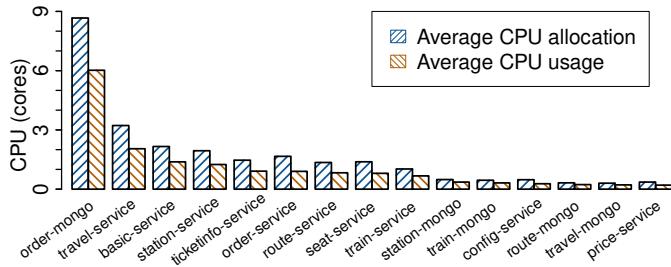 CPU (cores)
9
6
3
0
Average CPU allocation
Average CPU usage
order-mongo
travel-service
basic-service
station-service
ticketinfo-service
order-service
route-service
seat-service
train-service
station-mongo
train-mongo
config-service
route-mongo
travel-mongo
price-service